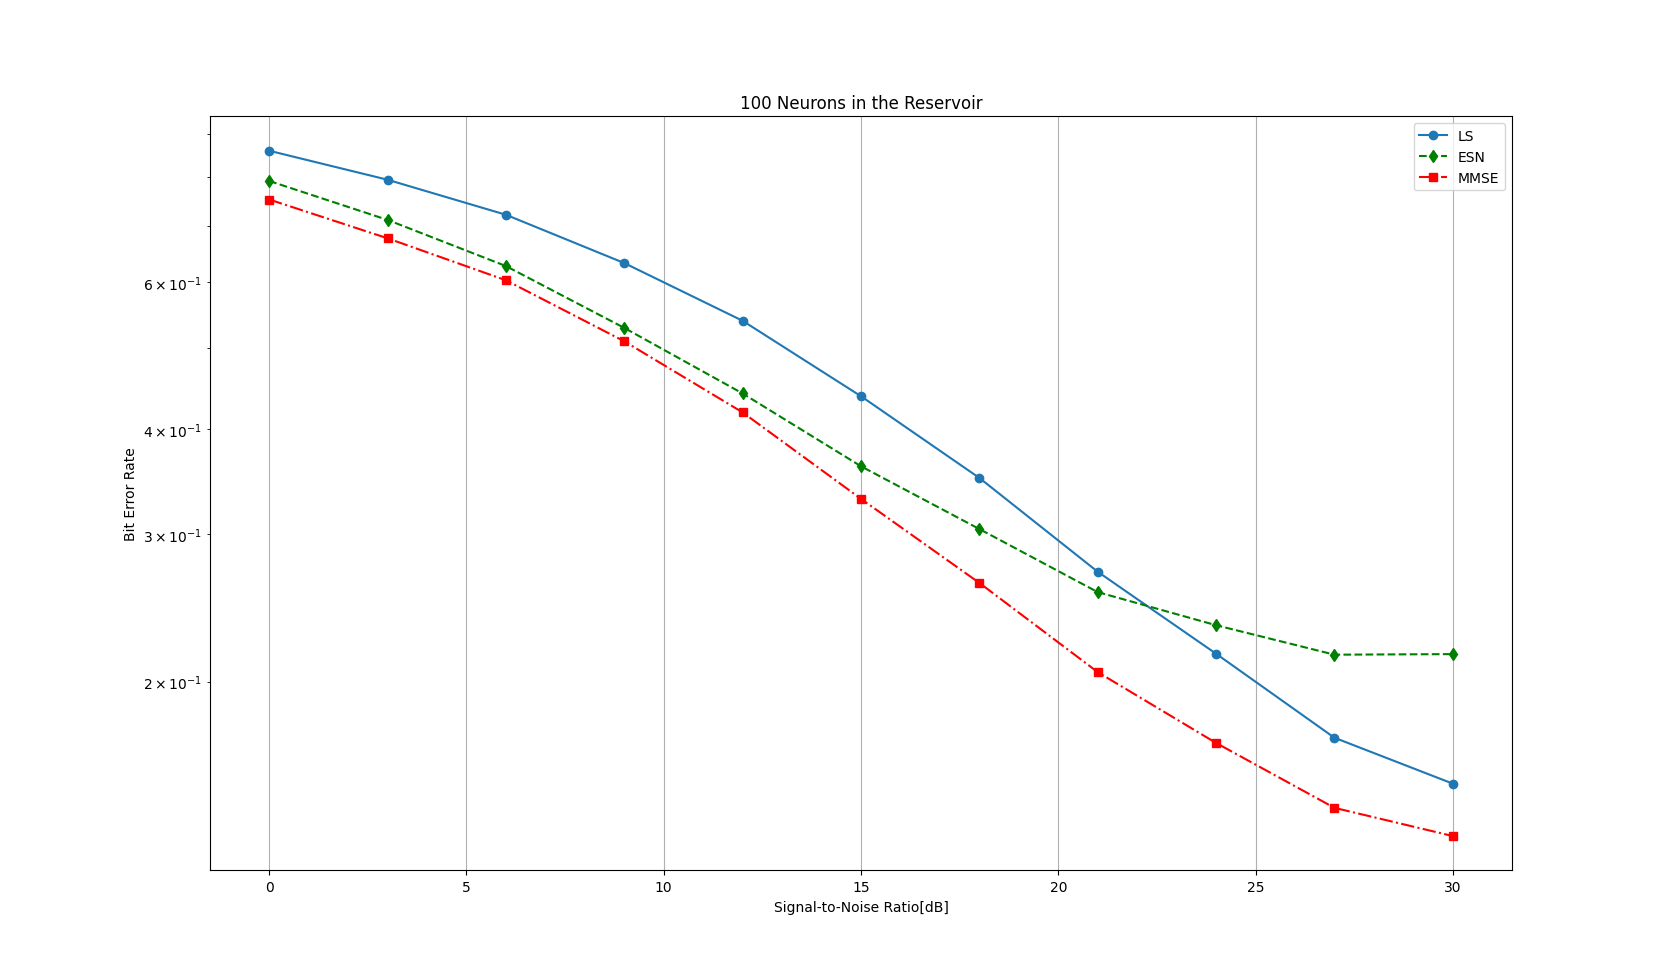 100 Neurons in the Reservoir
LS
ESN
MMSE
Bit Error Rate
6 × 10⁻¹
4 × 10⁻¹
3 × 10⁻¹
2 × 10⁻¹
0 5 10 15 20 25 30
Signal-to-Noise Ratio[dB]